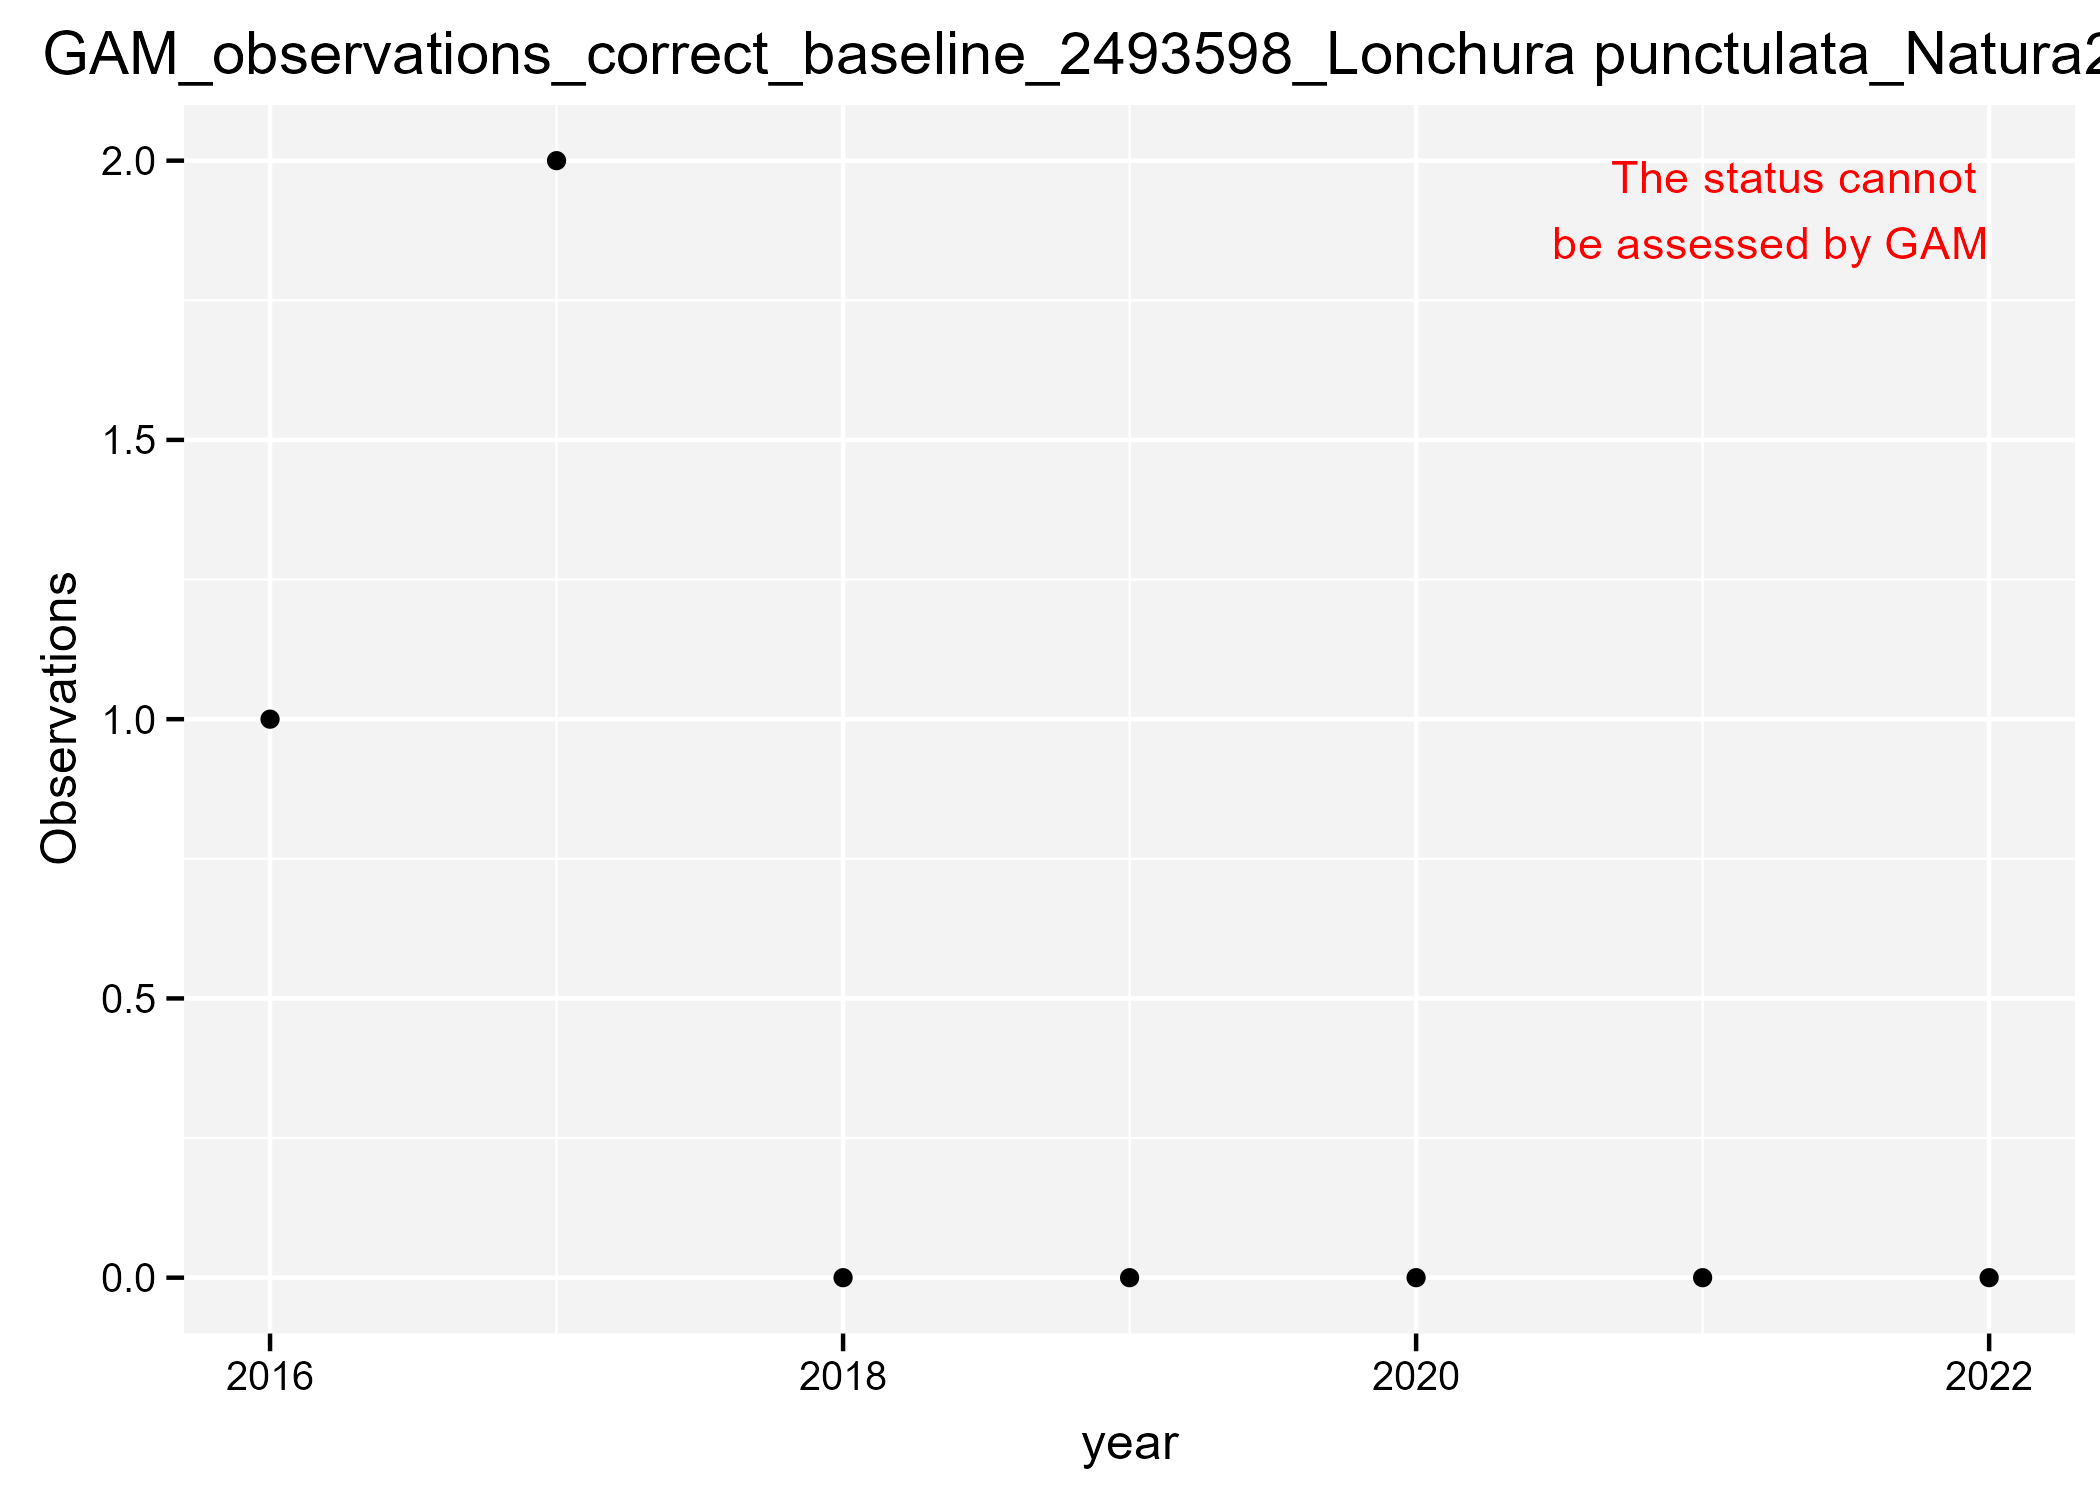 GAM_observations_correct_baseline_2493598_Lonchura punctulata_Natura2
The status cannot
be assessed by GAM
2.0
1.5
1.0
0.5
0.0
Observations
2016 2018 2020 2022
year